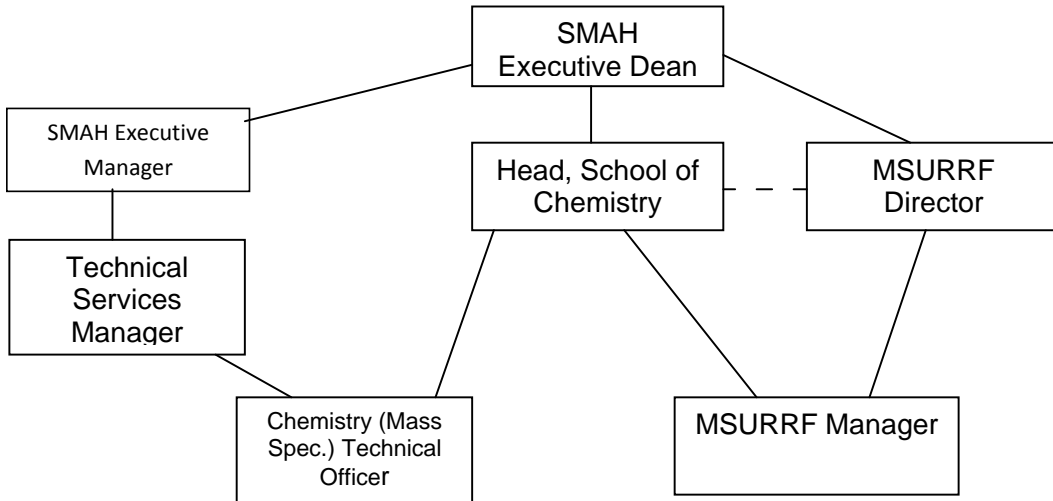 SMAH
Executive Dean
SMAH Executive
Manager
Head, School of
Chemistry
MSURRF
Director
Technical
Services
Manager
Chemistry (Mass
Spec.) Technical
Officer
MSURRF Manager